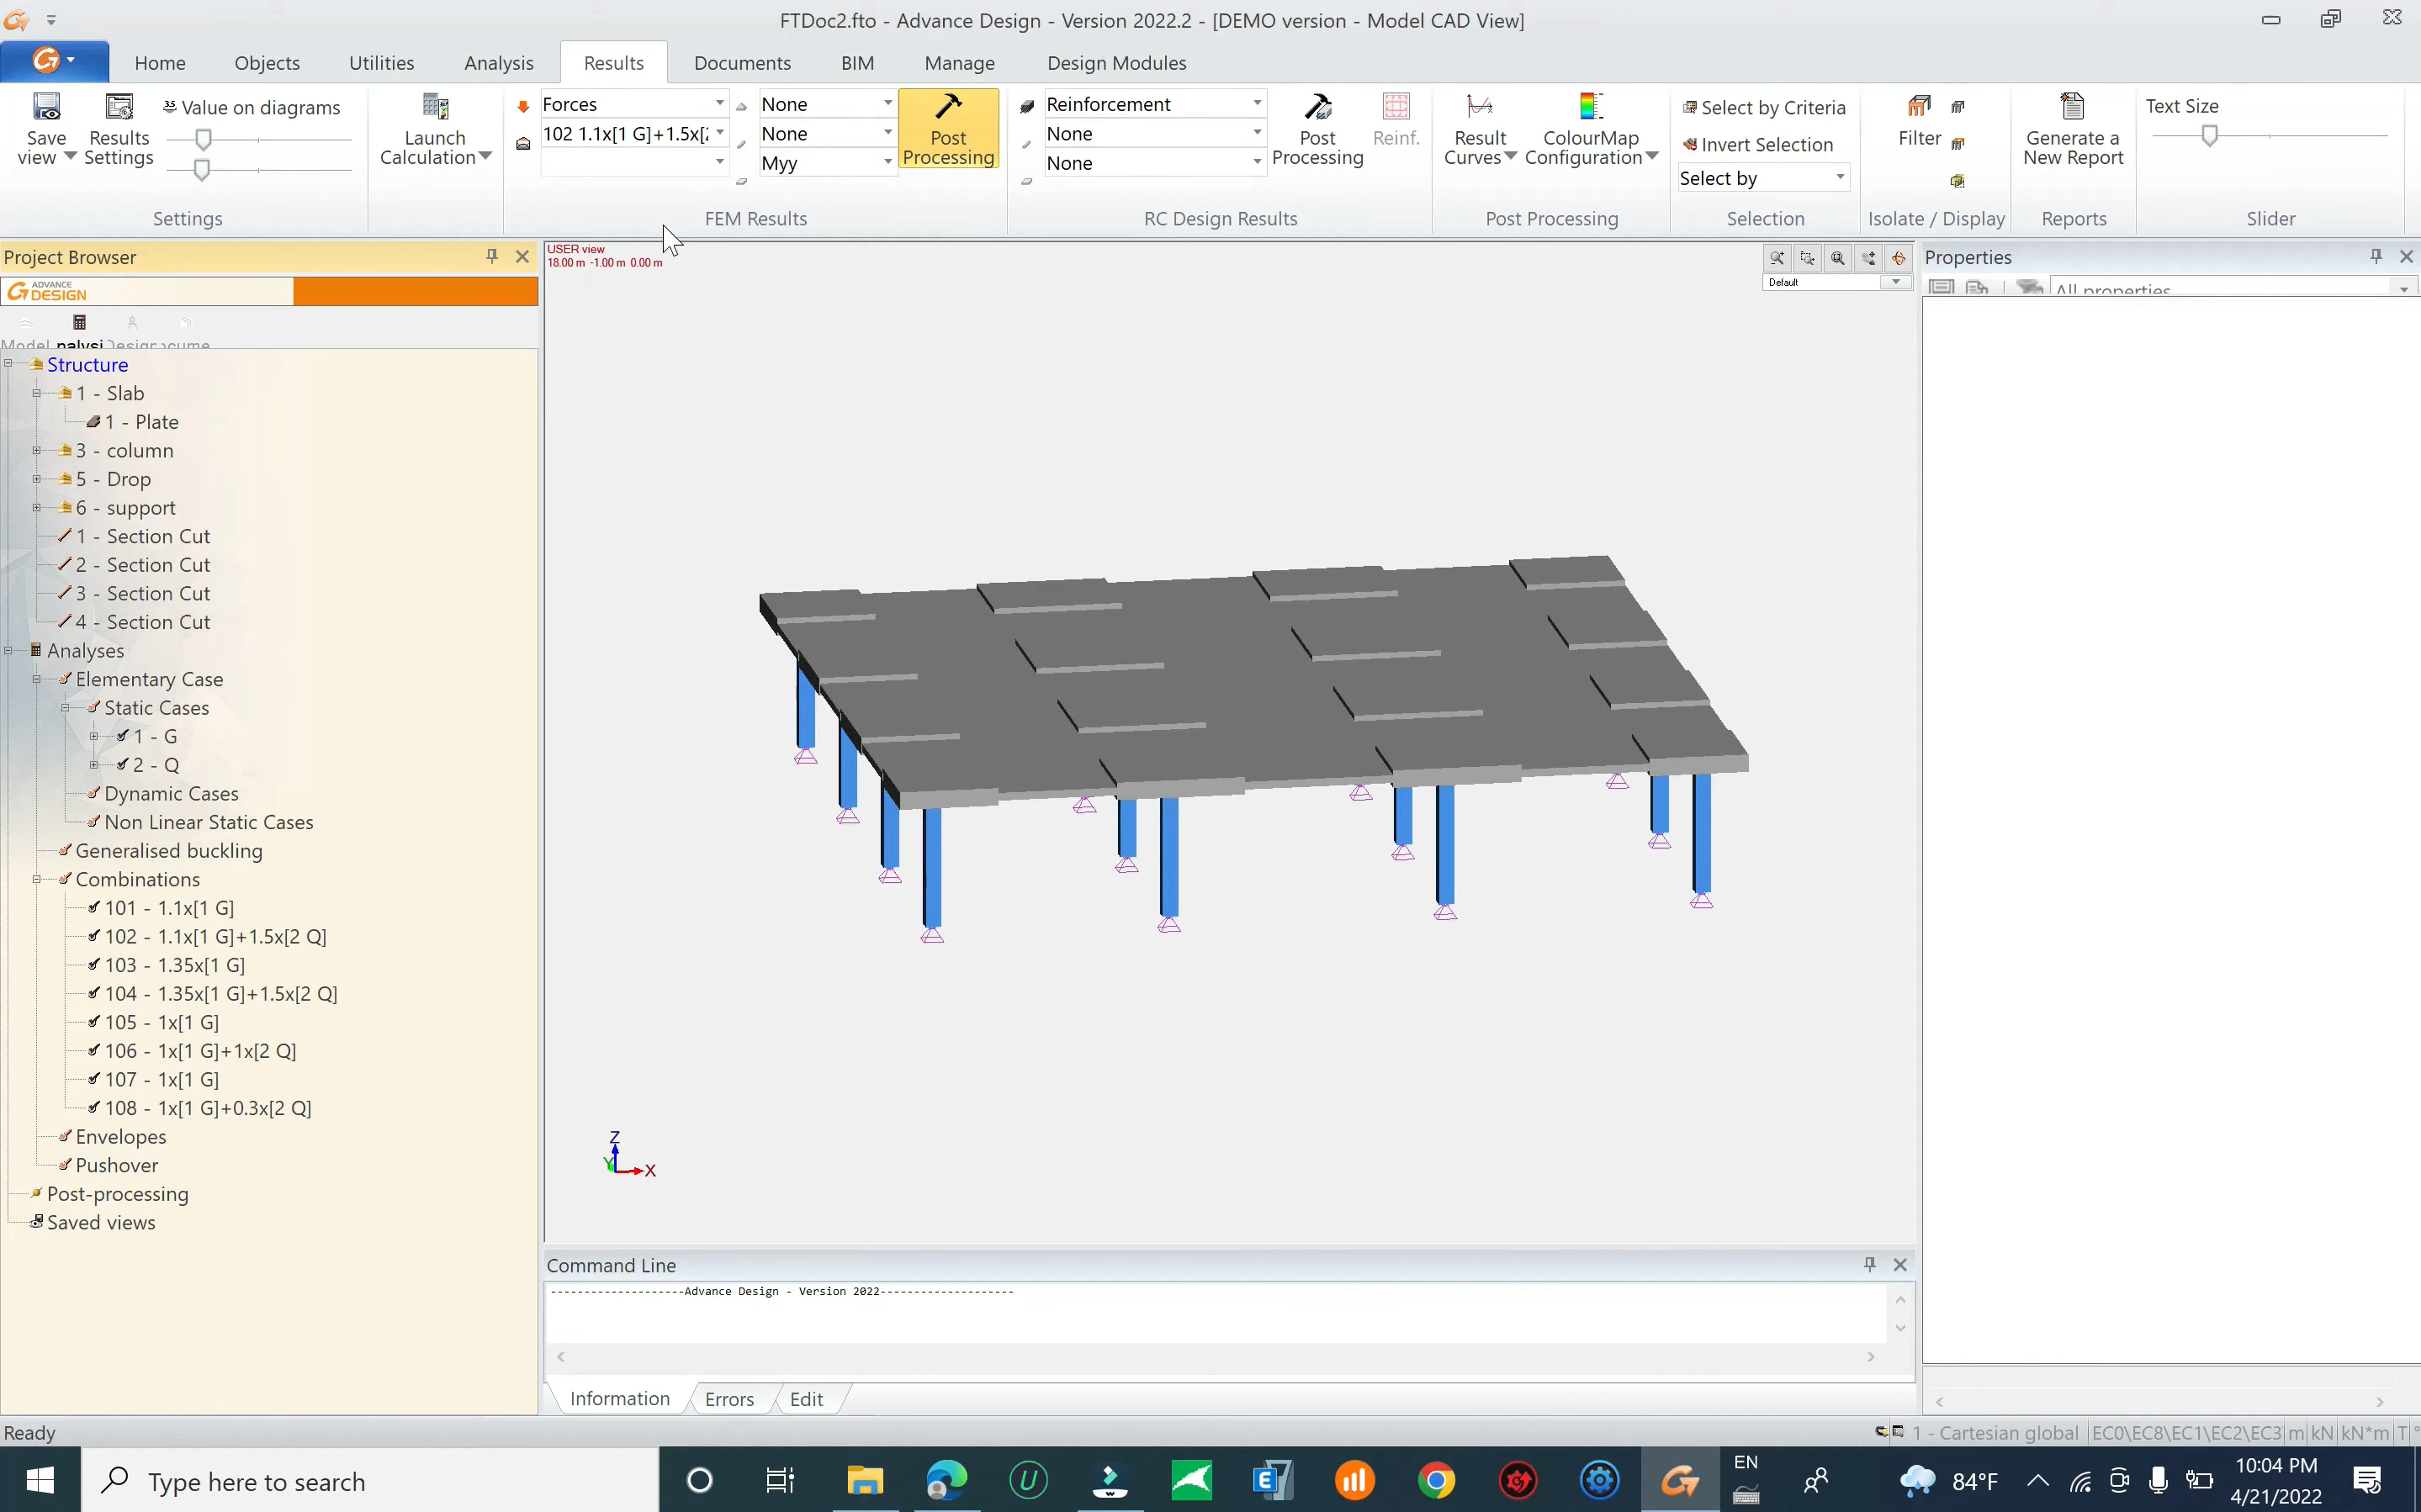 FTDoc2.fto - Advance Design - Version 2022.2 - [DEMO version - Model CAD View]
Home
Objects
Utilities
Analysis
Results
Documents
BIM
Manage
Design Modules
Save view
Results Settings
Value on diagrams
Settings
Launch Calculation
Forces
102 1.1x[1 G]+1.5x[2
None
None
Myy
Post Processing
FEM Results
Reinforcement
None
None
Post Processing
Reinf.
RC Design Results
Result Curves
ColourMap Configuration
Post Processing
Select by Criteria
Invert Selection
Select by
Selection
Filter
Isolate / Display
Generate a New Report
Reports
Text Size
Slider
Project Browser
ADVANCE DESIGN
Structure
1 - Slab
1 - Plate
3 - column
5 - Drop
6 - support
1 - Section Cut
2 - Section Cut
3 - Section Cut
4 - Section Cut
Analyses
Elementary Case
Static Cases
1 - G
2 - Q
Dynamic Cases
Non Linear Static Cases
Generalised buckling
Combinations
101 - 1.1x[1 G]
102 - 1.1x[1 G]+1.5x[2 Q]
103 - 1.35x[1 G]
104 - 1.35x[1 G]+1.5x[2 Q]
105 - 1x[1 G]
106 - 1x[1 G]+1x[2 Q]
107 - 1x[1 G]
108 - 1x[1 G]+0.3x[2 Q]
Envelopes
Pushover
Post-processing
Saved views
USER view
18.00 m -1.00 m 0.00 m
Default
Z
Y
X
Properties
All properties
Command Line
--------------------Advance Design - Version 2022--------------------
Information
Errors
Edit
Ready
1 - Cartesian global
EC0\EC8\EC1\EC2\EC3
m
kN
kN*m
T
Type here to search
EN
84°F
10:04 PM
4/21/2022